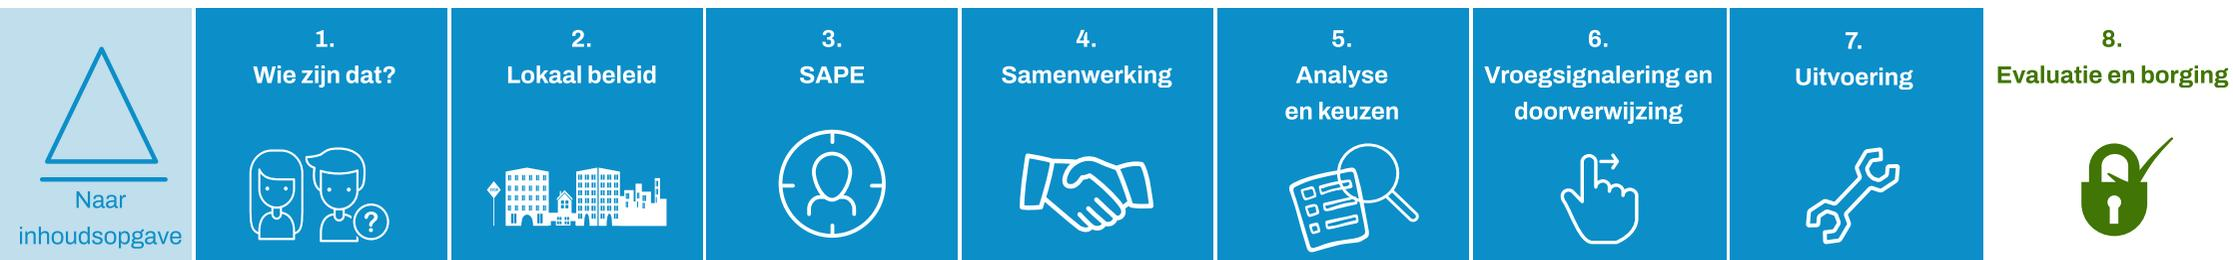 Naar
inhoudsopgave
1.
Wie zijn dat?
?
2.
Lokaal beleid
3.
SAPE
4.
Samenwerking
5.
Analyse
en keuzen
6.
Vroegsignalering en
doorverwijzing
7.
Uitvoering
8.
Evaluatie en borging